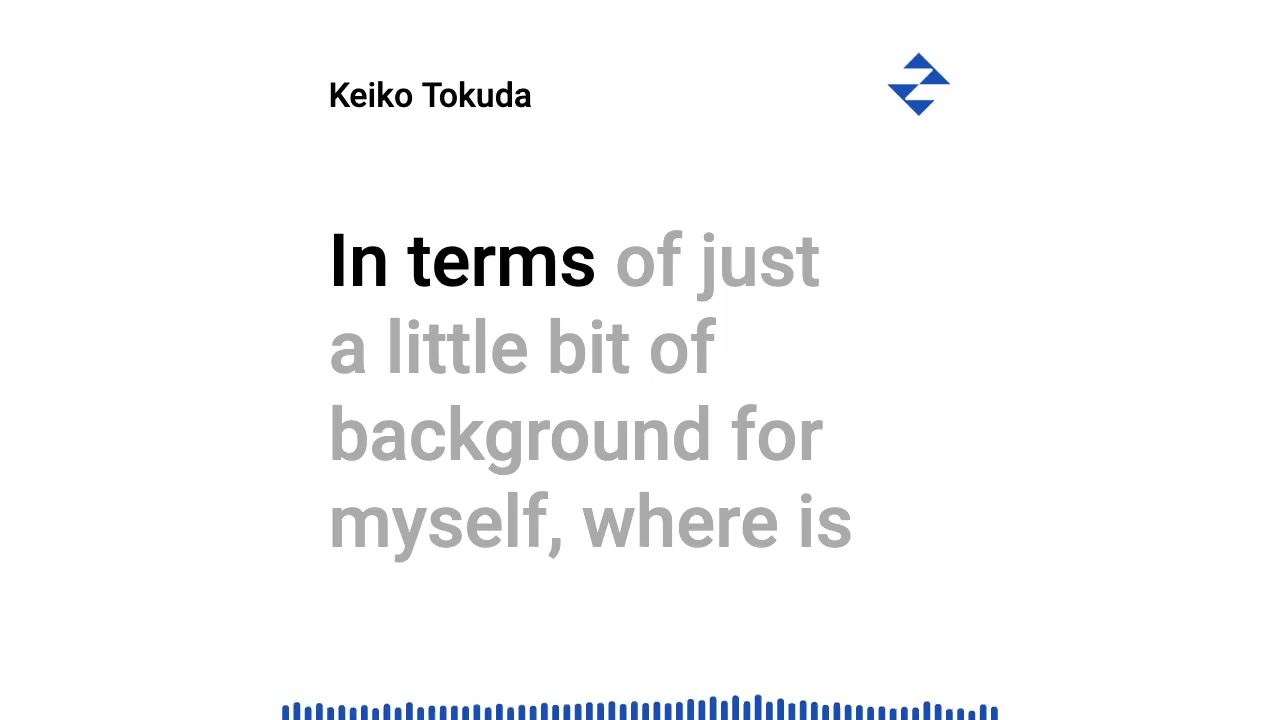 Keiko Tokuda
In terms of just
a little bit of
background for
myself, where is